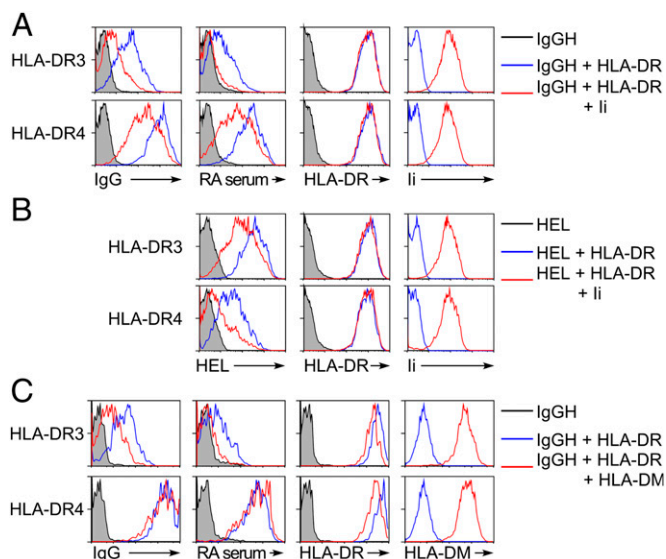 A
HLA-DR3
HLA-DR4
IgG
RA serum
HLA-DR
Ii
IgGH
IgGH + HLA-DR
IgGH + HLA-DR
+ Ii
B
HLA-DR3
HLA-DR4
HEL
HLA-DR
Ii
HEL
HEL + HLA-DR
HEL + HLA-DR
+ Ii
C
HLA-DR3
HLA-DR4
IgG
RA serum
HLA-DR
HLA-DM
IgGH
IgGH + HLA-DR
IgGH + HLA-DR
+ HLA-DM